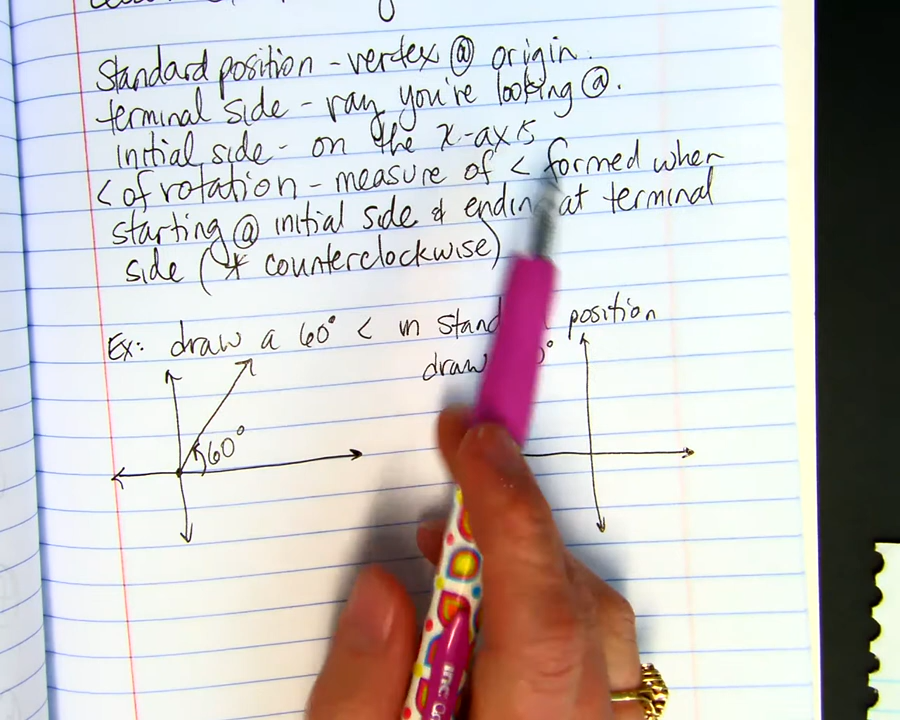 Standard position - vertex @ origin.
terminal side - ray you're looking @.
initial side - on the x-axis
< of rotation - measure of < formed when
starting @ initial side & ending at terminal
side (* counterclockwise)
Ex: draw a 60° < in position
draw
60°